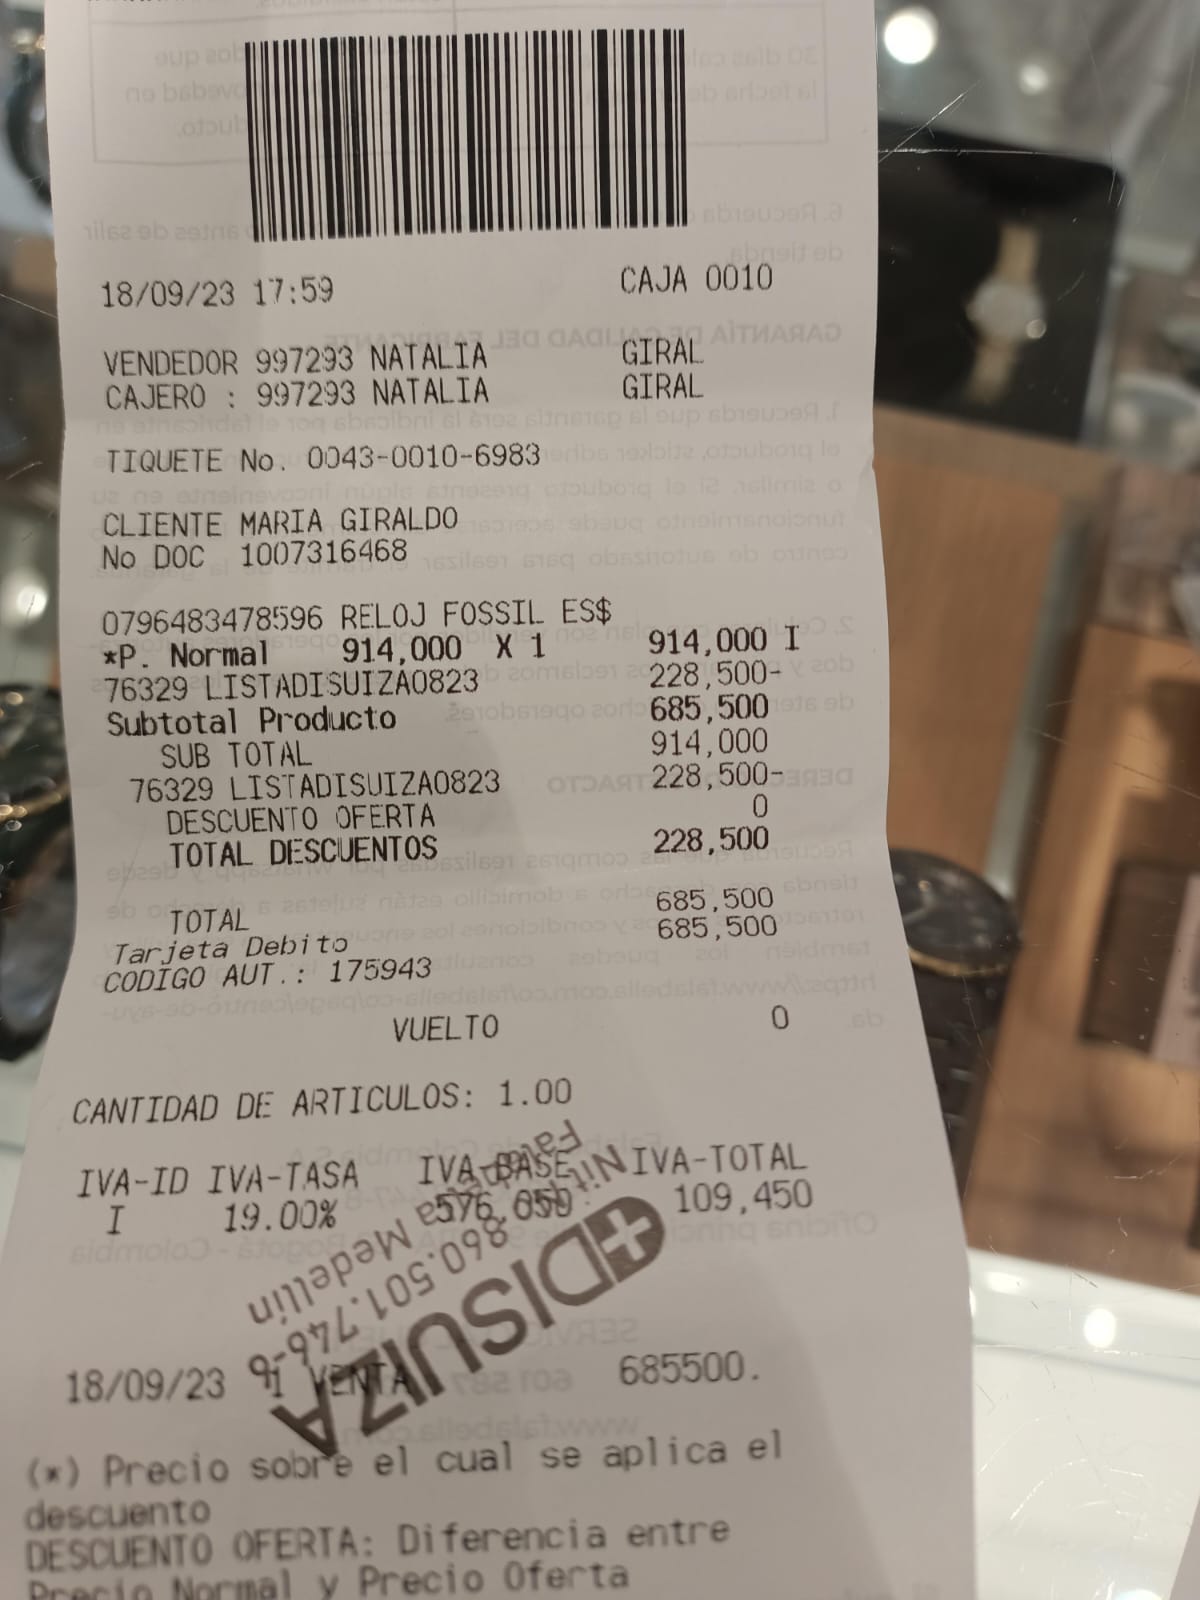 18/09/23 17:59 CAJA 0010
VENDEDOR 997293 NATALIA GIRAL
CAJERO : 997293 NATALIA GIRAL
TIQUETE No. 0043-0010-6983
CLIENTE MARIA GIRALDO
No DOC 1007316468
0796483478596 RELOJ FOSSIL ES$
*P. Normal 914,000 X 1 914,000 I
76329 LISTADISUIZA0823 228,500-
Subtotal Producto 685,500
SUB TOTAL 914,000
76329 LISTADISUIZA0823 228,500-
DESCUENTO OFERTA 0
TOTAL DESCUENTOS 228,500
TOTAL 685,500
Tarjeta Debito 685,500
CODIGO AUT.: 175943
VUELTO 0
CANTIDAD DE ARTICULOS: 1.00
IVA-ID IVA-TASA IVA-BASE IVA-TOTAL
I 19.00% 576,050 109,450
DISUIZA
Nit: 860.501.746-6
Falabella Medellín
18/09/23 VENTA 685500.
(*) Precio sobre el cual se aplica el
descuento
DESCUENTO OFERTA: Diferencia entre
Precio Normal y Precio Oferta